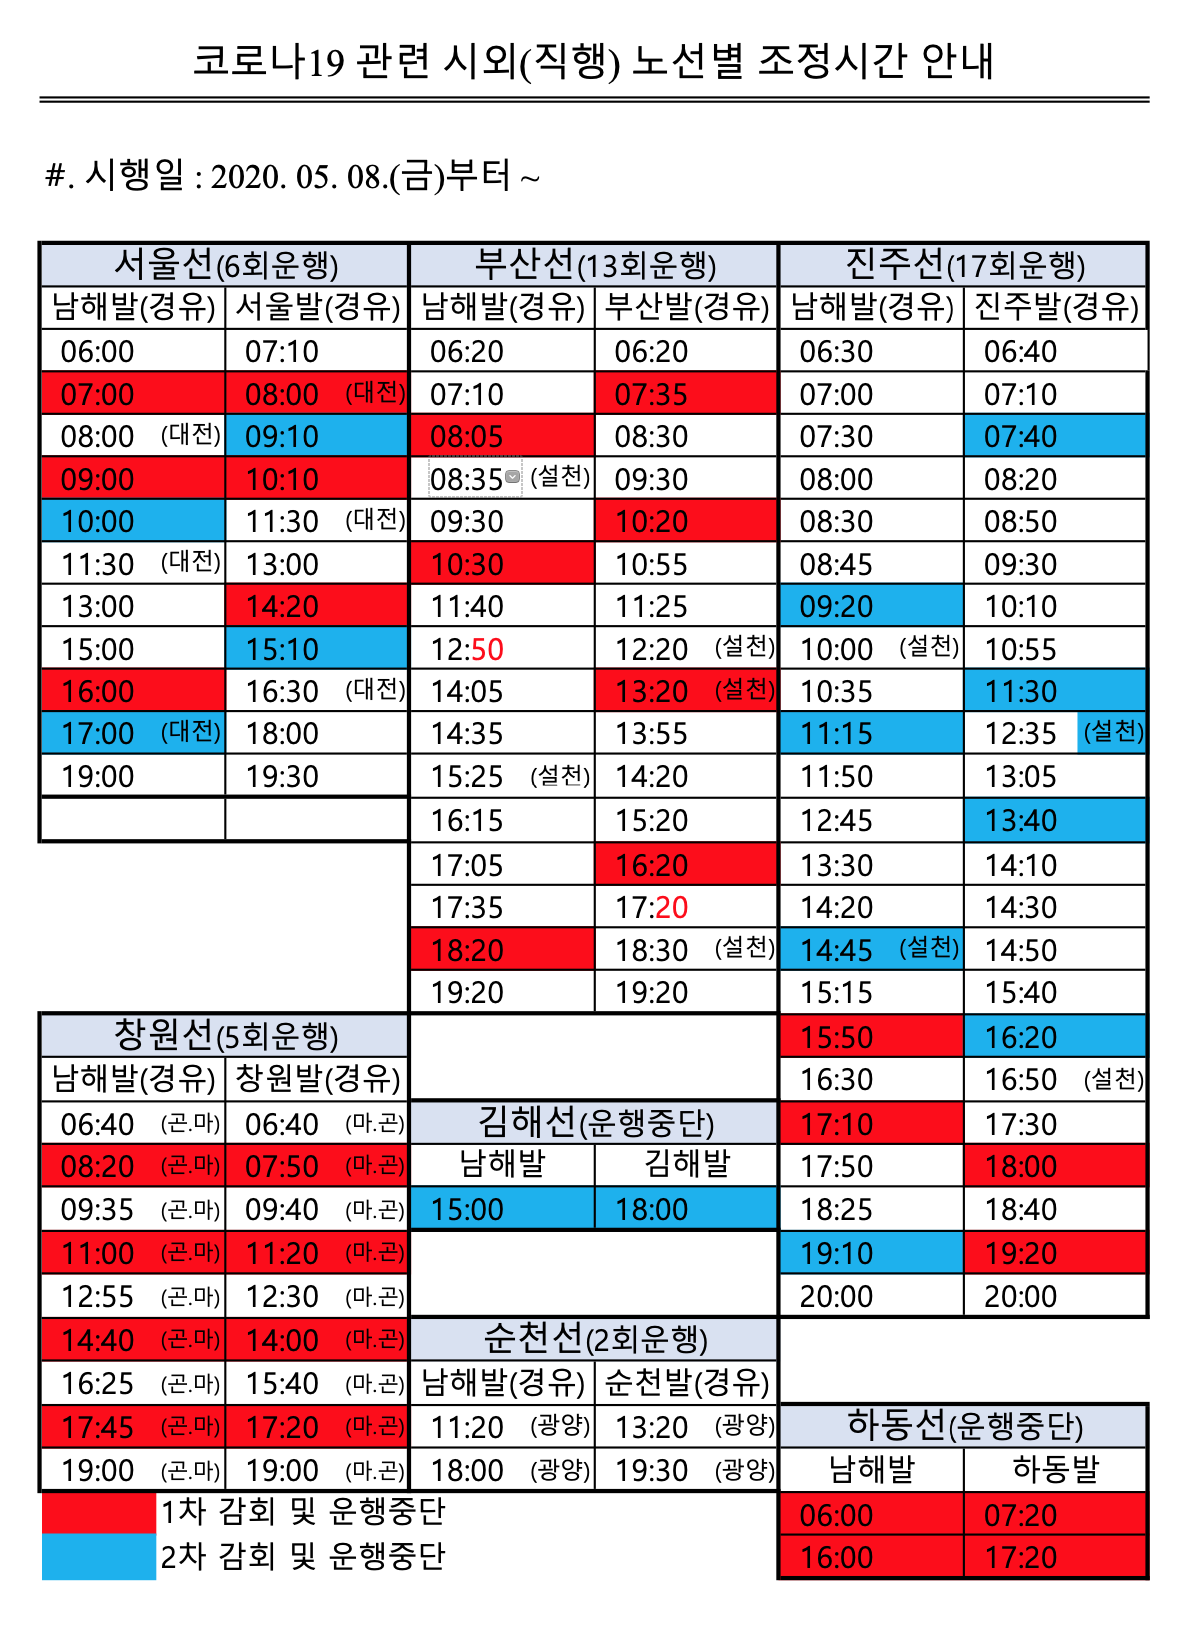 코로나19 관련 시외(직행) 노선별 조정시간 안내
#. 시행일 : 2020. 05. 08.(금)부터 ~
서울선(6회운행)
남해발(경유) 서울발(경유)
06:00 07:10
07:00 08:00 (대전)
08:00 (대전) 09:10
09:00 10:10
10:00 11:30 (대전)
11:30 (대전) 13:00
13:00 14:20
15:00 15:10
16:00 16:30 (대전)
17:00 (대전) 18:00
19:00 19:30
부산선(13회운행)
남해발(경유) 부산발(경유)
06:20 06:20
07:10 07:35
08:05 08:30
08:35 (설천) 09:30
09:30 10:20
10:30 10:55
11:40 11:25
12:50 12:20 (설천)
14:05 13:20 (설천)
14:35 13:55
15:25 (설천) 14:20
16:15 15:20
17:05 16:20
17:35 17:20
18:20 18:30 (설천)
19:20 19:20
진주선(17회운행)
남해발(경유) 진주발(경유)
06:30 06:40
07:00 07:10
07:30 07:40
08:00 08:20
08:30 08:50
08:45 09:30
09:20 10:10
10:00 (설천) 10:55
10:35 11:30
11:15 12:35 (설천)
11:50 13:05
12:45 13:40
13:30 14:10
14:20 14:30
14:45 (설천) 14:50
15:15 15:40
15:50 16:20
16:30 16:50 (설천)
17:10 17:30
17:50 18:00
18:25 18:40
19:10 19:20
20:00 20:00
창원선(5회운행)
남해발(경유) 창원발(경유)
06:40 (곤.마) 06:40 (마.곤)
08:20 (곤.마) 07:50 (마.곤)
09:35 (곤.마) 09:40 (마.곤)
11:00 (곤.마) 11:20 (마.곤)
12:55 (곤.마) 12:30 (마.곤)
14:40 (곤.마) 14:00 (마.곤)
16:25 (곤.마) 15:40 (마.곤)
17:45 (곤.마) 17:20 (마.곤)
19:00 (곤.마) 19:00 (마.곤)
김해선(운행중단)
남해발 김해발
15:00 18:00
순천선(2회운행)
남해발(경유) 순천발(경유)
11:20 (광양) 13:20 (광양)
18:00 (광양) 19:30 (광양)
하동선(운행중단)
남해발 하동발
06:00 07:20
16:00 17:20
1차 감회 및 운행중단
2차 감회 및 운행중단